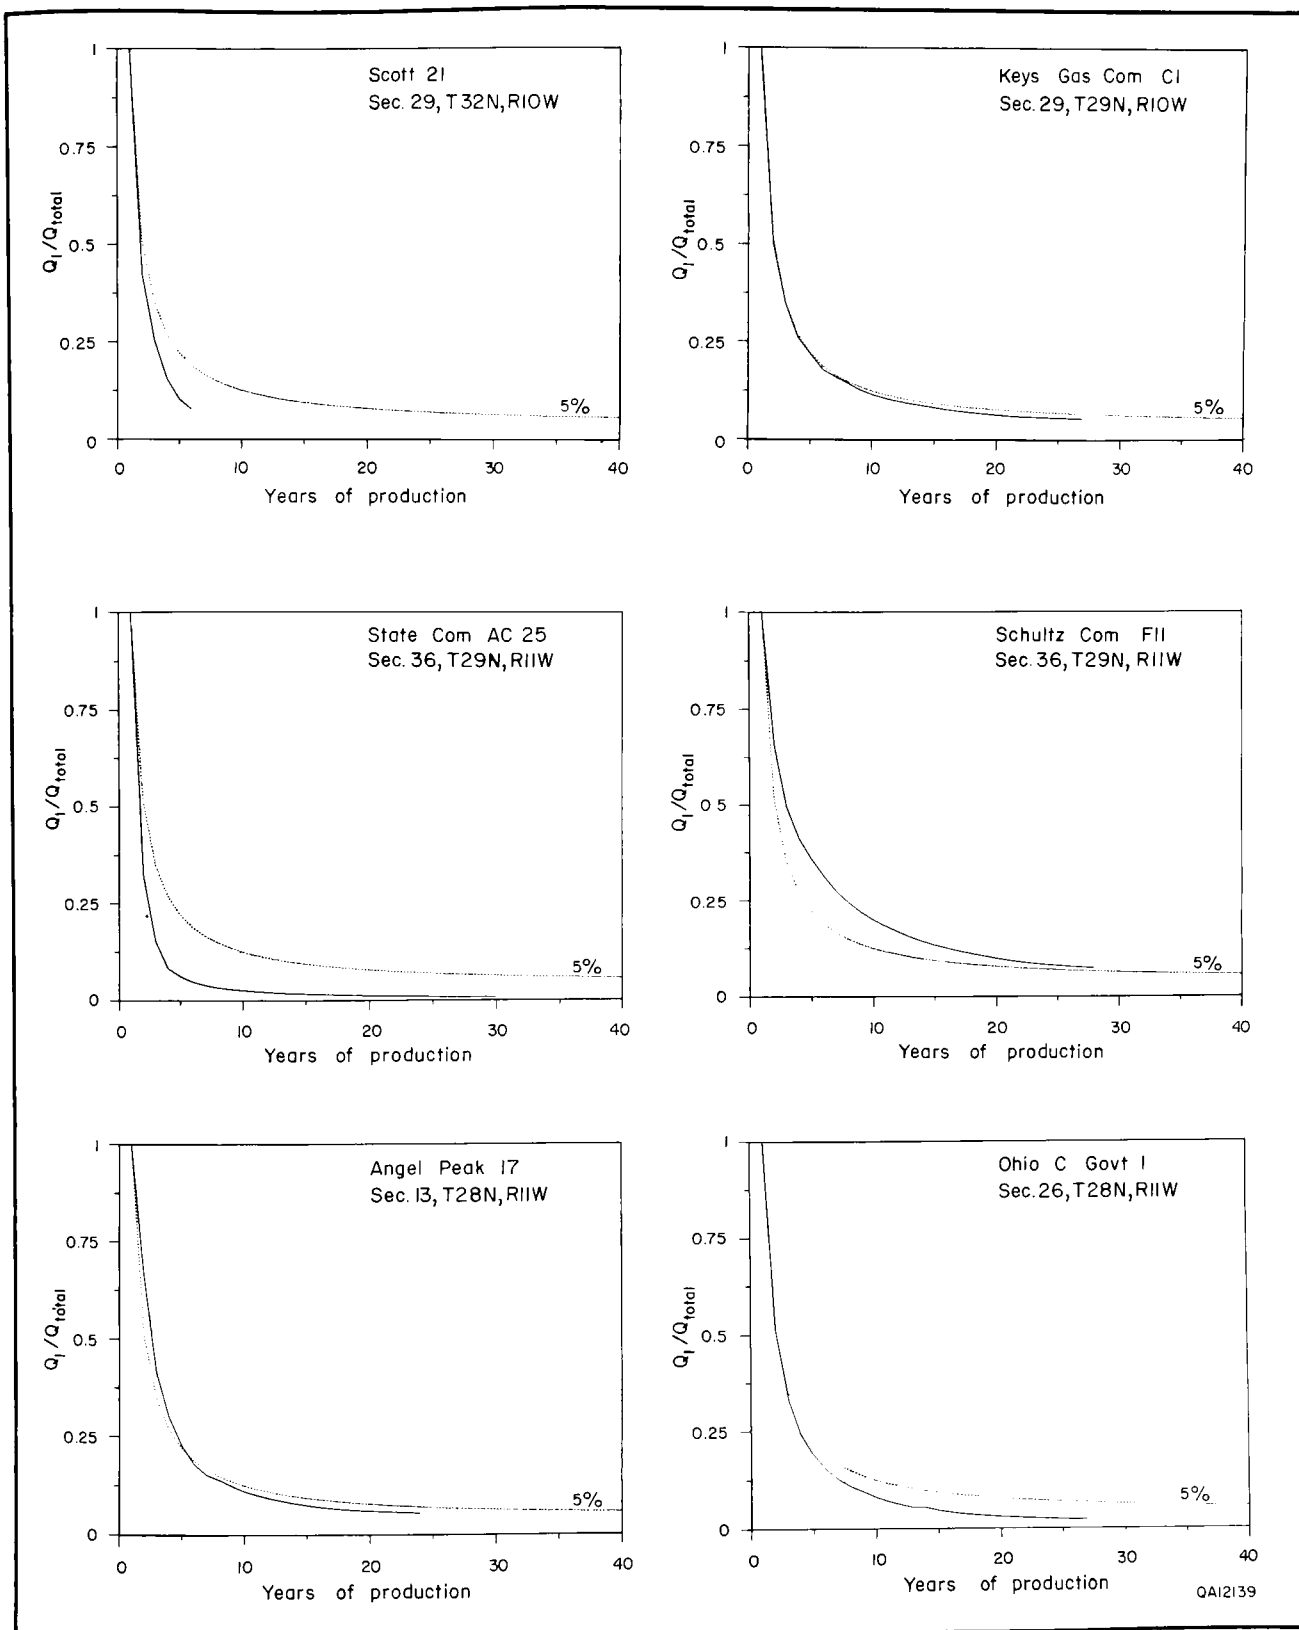 1
Scott 21
Sec. 29, T32N, R10W
0.75
Q1/Qtotal
0.5
0.25
5%
0
0 10 20 30 40
Years of production
Keys Gas Com C1
Sec. 29, T29N, R10W
1
0.75
Q1/Qtotal
0.5
0.25
5%
0
0 10 20 30 40
Years of production
1
State Com AC 25
Sec. 36, T29N, R11W
0.75
Q1/Qtotal
0.5
0.25
5%
0
0 10 20 30 40
Years of production
1
Schultz Com F11
Sec. 36, T29N, R11W
0.75
Q1/Qtotal
0.5
0.25
5%
0
0 10 20 30 40
Years of production
1
Angel Peak 17
Sec. 13, T28N, R11W
0.75
Q1/Qtotal
0.5
0.25
5%
0
0 10 20 30 40
Years of production
1
Ohio C Govt 1
Sec. 26, T28N, R11W
0.75
Q1/Qtotal
0.5
0.25
5%
0
0 10 20 30 40
Years of production
QA12139